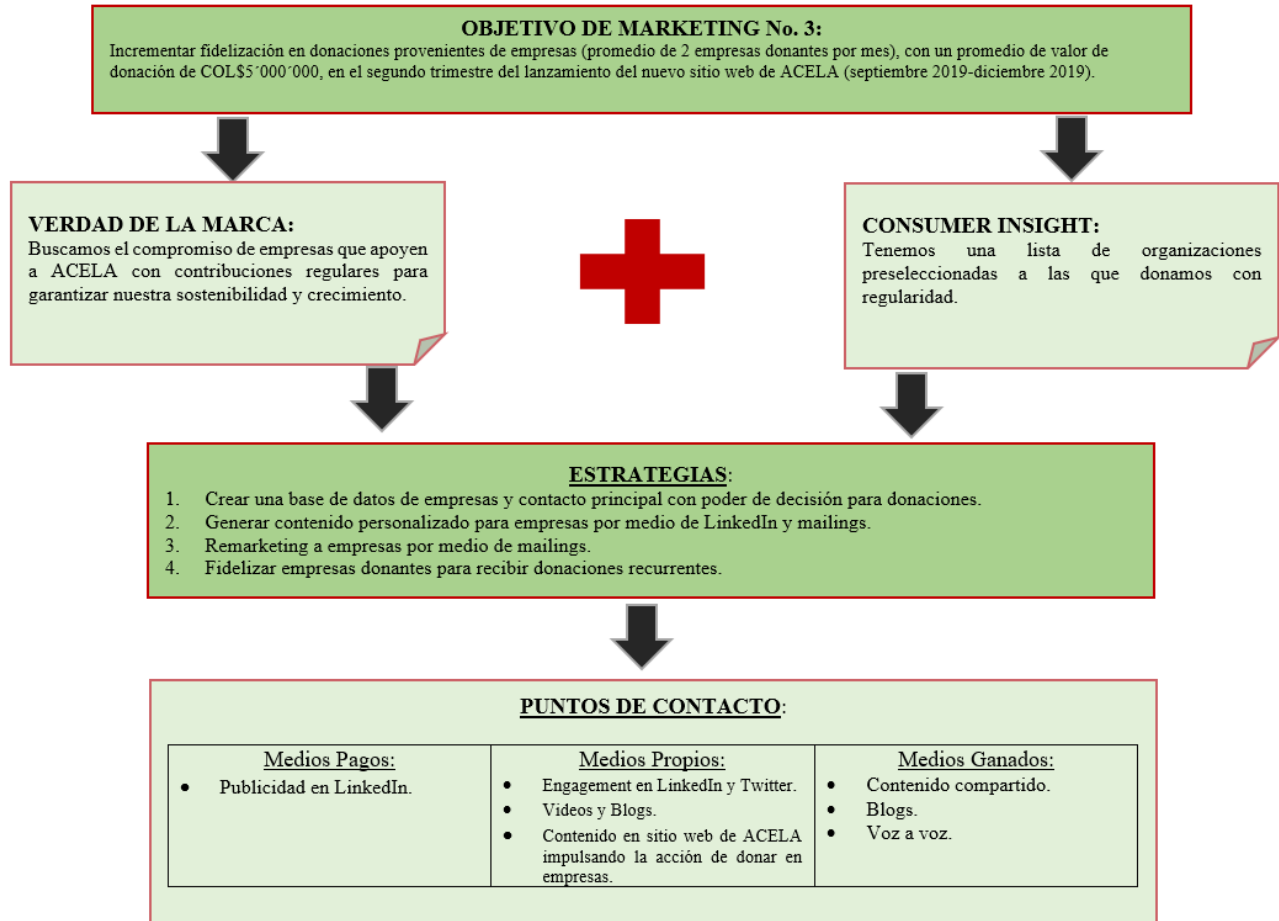 OBJETIVO DE MARKETING No. 3:
Incrementar fidelización en donaciones provenientes de empresas (promedio de 2 empresas donantes por mes), con un promedio de valor de
donación de COL$5´000´000, en el segundo trimestre del lanzamiento del nuevo sitio web de ACELA (septiembre 2019-diciembre 2019).
VERDAD DE LA MARCA:
Buscamos el compromiso de empresas que apoyen
a ACELA con contribuciones regulares para
garantizar nuestra sostenibilidad y crecimiento.
CONSUMER INSIGHT:
Tenemos una lista de organizaciones
preseleccionadas a las que donamos con
regularidad.
ESTRATEGIAS:
1. Crear una base de datos de empresas y contacto principal con poder de decisión para donaciones.
2. Generar contenido personalizado para empresas por medio de LinkedIn y mailings.
3. Remarketing a empresas por medio de mailings.
4. Fidelizar empresas donantes para recibir donaciones recurrentes.
PUNTOS DE CONTACTO:
Medios Pagos:
• Publicidad en LinkedIn.
Medios Propios:
• Engagement en LinkedIn y Twitter.
• Videos y Blogs.
• Contenido en sitio web de ACELA
impulsando la acción de donar en
empresas.
Medios Ganados:
• Contenido compartido.
• Blogs.
• Voz a voz.